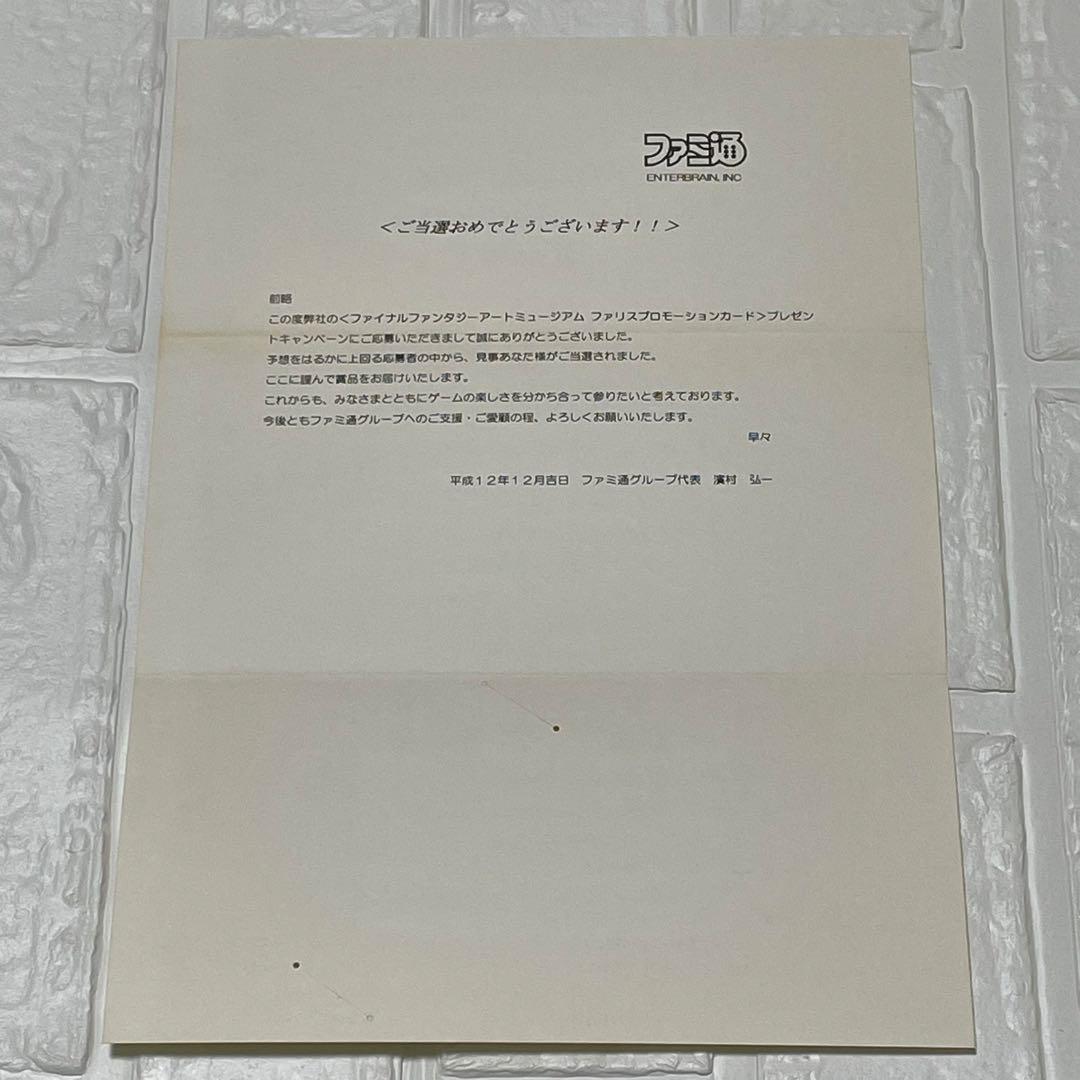 ファミ通
ENTERBRAIN, INC
<ご当選おめでとうございます！！>
前略
この度弊社の<ファイナルファンタジーアートミュージアム ファリスプロモーションカード>プレゼン
トキャンペーンにご応募いただきまして誠にありがとうございました。
予想をはるかに上回る応募者の中から、見事あなた様がご当選されました。
ここに謹んで賞品をお届けいたします。
これからも、みなさまとともにゲームの楽しさを分かち合って参りたいと考えております。
今後ともファミ通グループへのご支援・ご愛顧の程、よろしくお願いいたします。
早々
平成１２年１２月吉日　ファミ通グループ代表　濱村　弘一